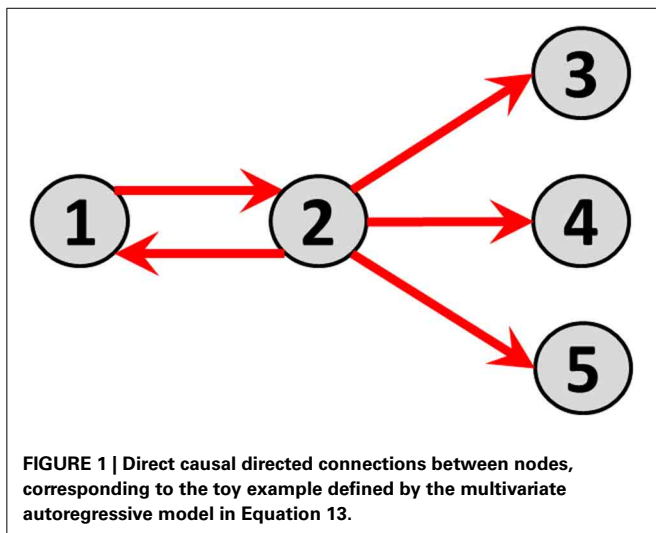 3
1
2
4
5
FIGURE 1 | Direct causal directed connections between nodes,
corresponding to the toy example defined by the multivariate
autoregressive model in Equation 13.